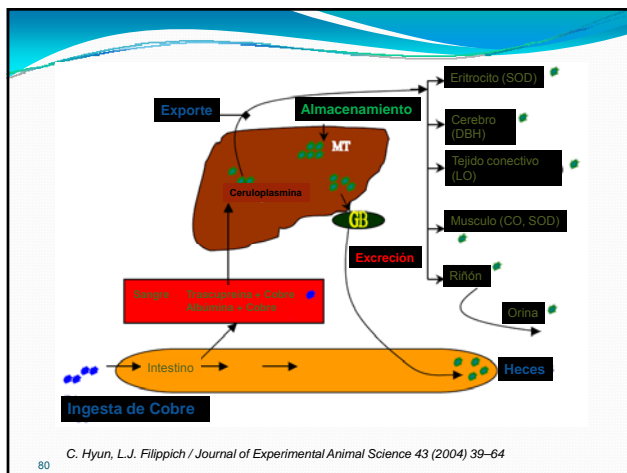 Eritrocito (SOD)
Exporte
Almacenamiento
Cerebro
(DBH)
MT
Tejido conectivo
(LO)
Ceruloplasmina
GB
Musculo (CO, SOD)
Excreción
Riñón
Sangre Transcupreina + Cobre
Albumina + Cobre
Orina
Intestino
Heces
Ingesta de Cobre
C. Hyun, L.J. Filippich / Journal of Experimental Animal Science 43 (2004) 39–64
80